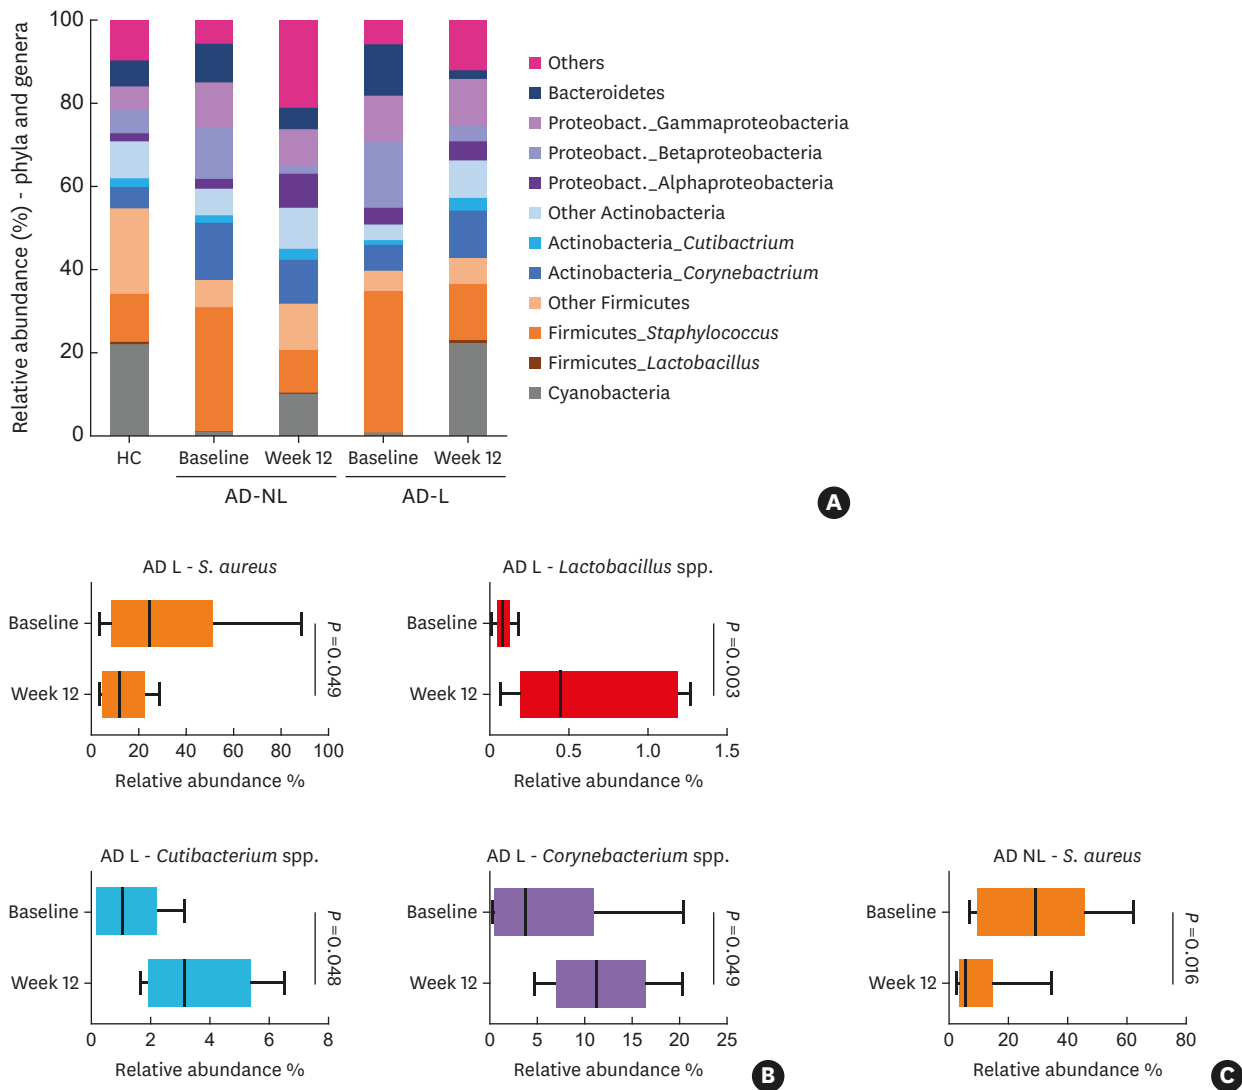 Relative abundance (%) - phyla and genera
100
80
60
40
20
0
HC
Baseline
Week 12
Baseline
Week 12
AD-NL
AD-L
Others
Bacteroidetes
Proteobact._Gammaproteobacteria
Proteobact._Betaproteobacteria
Proteobact._Alphaproteobacteria
Other Actinobacteria
Actinobacteria_Cutibactrium
Actinobacteria_Corynebactrium
Other Firmicutes
Firmicutes_Staphylococcus
Firmicutes_Lactobacillus
Cyanobacteria
A
AD L - S. aureus
Baseline
Week 12
P =0.049
0 20 40 60 80 100
Relative abundance %
AD L - Lactobacillus spp.
Baseline
Week 12
P =0.003
0 0.5 1.0 1.5
Relative abundance %
AD L - Cutibacterium spp.
Baseline
Week 12
P =0.048
0 2 4 6 8
Relative abundance %
AD L - Corynebacterium spp.
Baseline
Week 12
P =0.049
0 5 10 15 20 25
Relative abundance %
B
AD NL - S. aureus
Baseline
Week 12
P =0.016
0 20 40 60 80
Relative abundance %
C